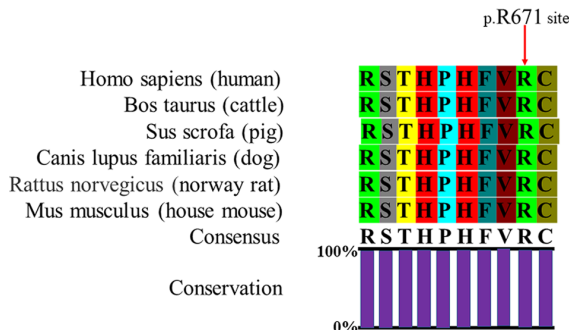 p.R671 site
Homo sapiens (human) R S T H P H F V R C
Bos taurus (cattle) R S T H P H F V R C
Sus scrofa (pig) R S T H P H F V R C
Canis lupus familiaris (dog) R S T H P H F V R C
Rattus norvegicus (norway rat) R S T H P H F V R C
Mus musculus (house mouse) R S T H P H F V R C
Consensus R S T H P H F V R C
100%
Conservation
0%